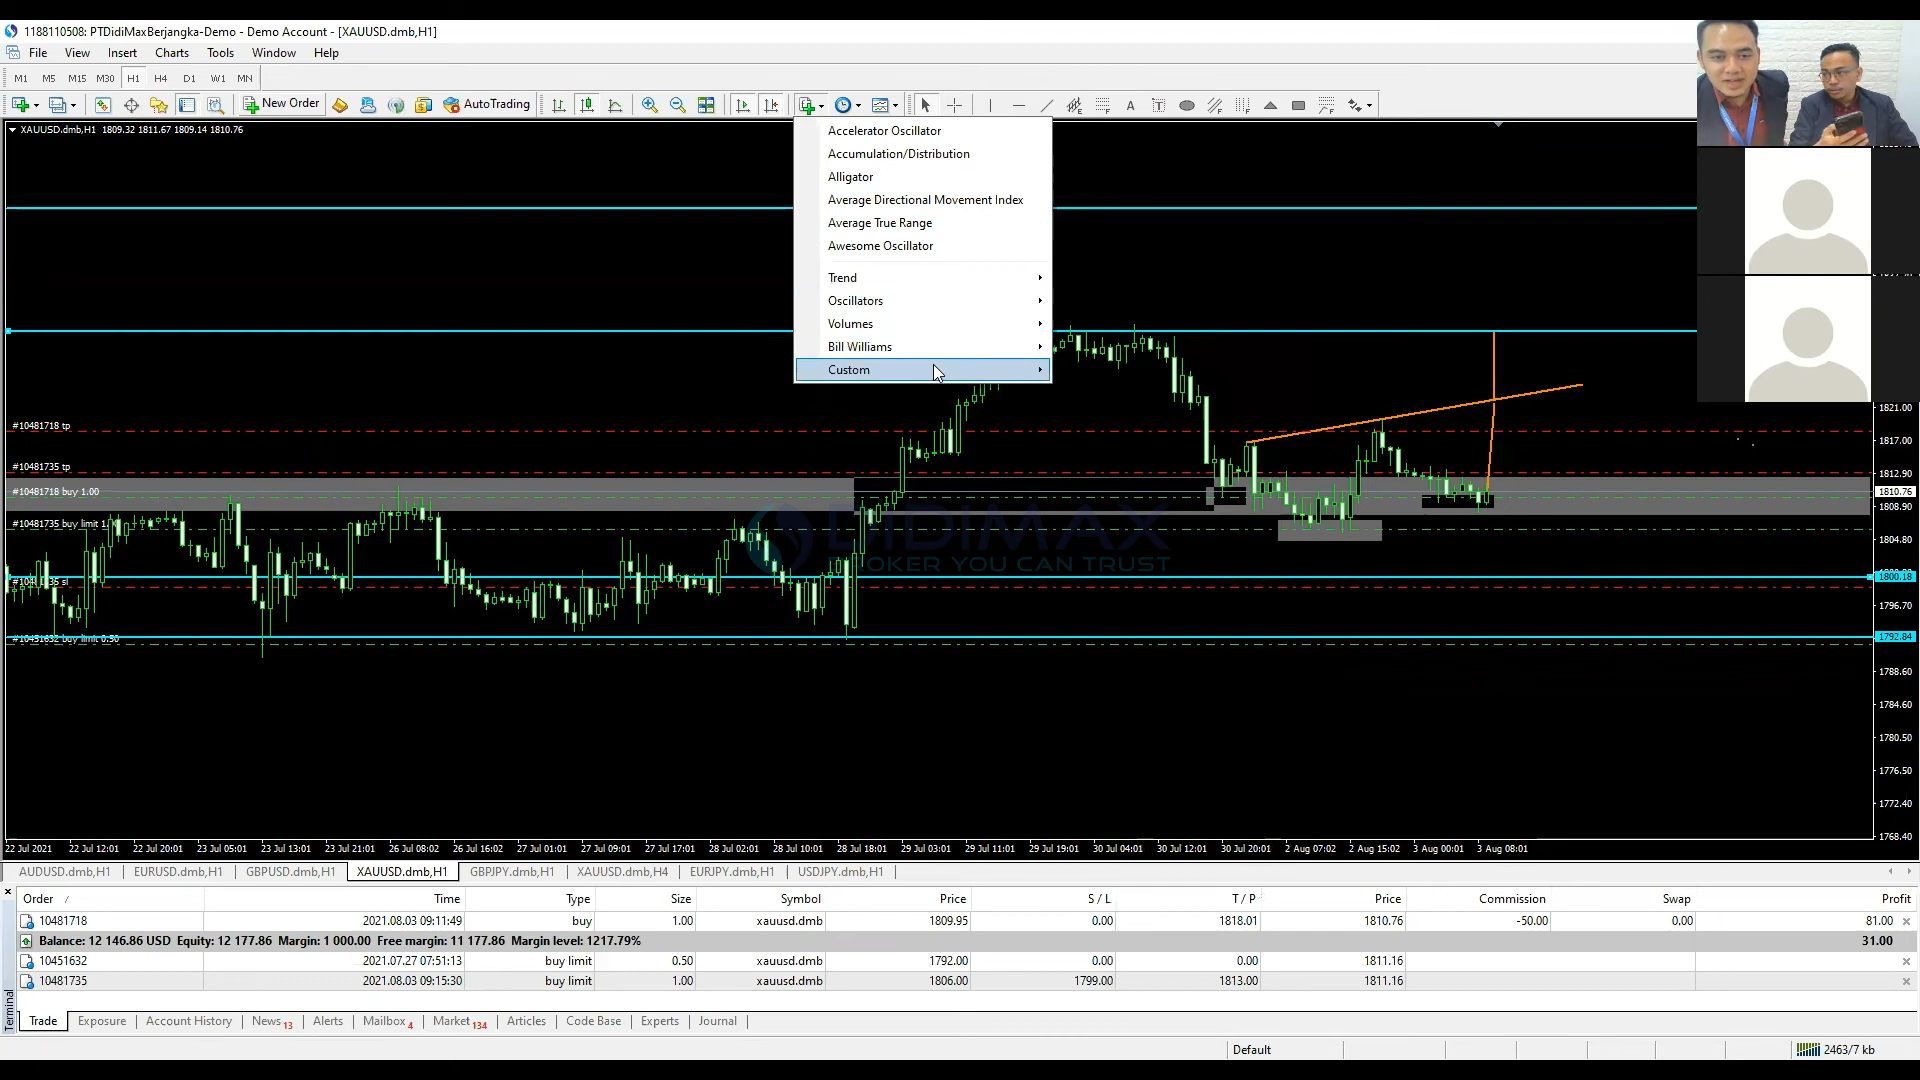 1188110508: PTDidiMaxBerjangka-Demo - Demo Account - [XAUUSD.dmb,H1]
File View Insert Charts Tools Window Help
M1 M5 M15 M30 H1 H4 D1 W1 MN
New Order AutoTrading
XAUUSD.dmb,H1 1809.32 1811.67 1809.14 1810.76
Accelerator Oscillator
Accumulation/Distribution
Alligator
Average Directional Movement Index
Average True Range
Awesome Oscillator
Trend
Oscillators
Volumes
Bill Williams
Custom
1821.00
#10481718 tp
1817.00
#10481735 tp
1812.90
#10481718 buy 1.00
1810.76
1808.90
#10481735 buy limit
1804.80
DIDIMAX
BROKER YOU CAN TRUST
1800.18
sl
1796.70
1792.84
#10451632 buy limit 0.50
1788.60
1784.60
1780.50
1776.50
1772.40
1768.40
22 Jul 2021 22 Jul 12:01 22 Jul 20:01 23 Jul 05:01 23 Jul 13:01 23 Jul 21:01 26 Jul 08:02 26 Jul 16:02 27 Jul 01:01 27 Jul 09:01 27 Jul 17:01 28 Jul 02:01 28 Jul 10:01 28 Jul 18:01 29 Jul 03:01 29 Jul 11:01 29 Jul 19:01 30 Jul 04:01 30 Jul 12:01 30 Jul 20:01 2 Aug 07:02 2 Aug 15:02 3 Aug 00:01 3 Aug 08:01
AUDUSD.dmb,H1 EURUSD.dmb,H1 GBPUSD.dmb,H1 XAUUSD.dmb,H1 GBPJPY.dmb,H1 XAUUSD.dmb,H4 EURJPY.dmb,H1 USDJPY.dmb,H1
Order / Time Type Size Symbol Price S / L T / P Price Commission Swap Profit
10481718 2021.08.03 09:11:49 buy 1.00 xauusd.dmb 1809.95 0.00 1818.01 1810.76 -50.00 0.00 81.00
Balance: 12 146.86 USD Equity: 12 177.86 Margin: 1 000.00 Free margin: 11 177.86 Margin level: 1217.79% 31.00
10451632 2021.07.27 07:51:13 buy limit 0.50 xauusd.dmb 1792.00 0.00 0.00 1811.16
10481735 2021.08.03 09:15:30 buy limit 1.00 xauusd.dmb 1806.00 1799.00 1813.00 1811.16
Terminal
Trade Exposure Account History News 13 Alerts Mailbox 4 Market 134 Articles Code Base Experts Journal
Default 2463/7 kb